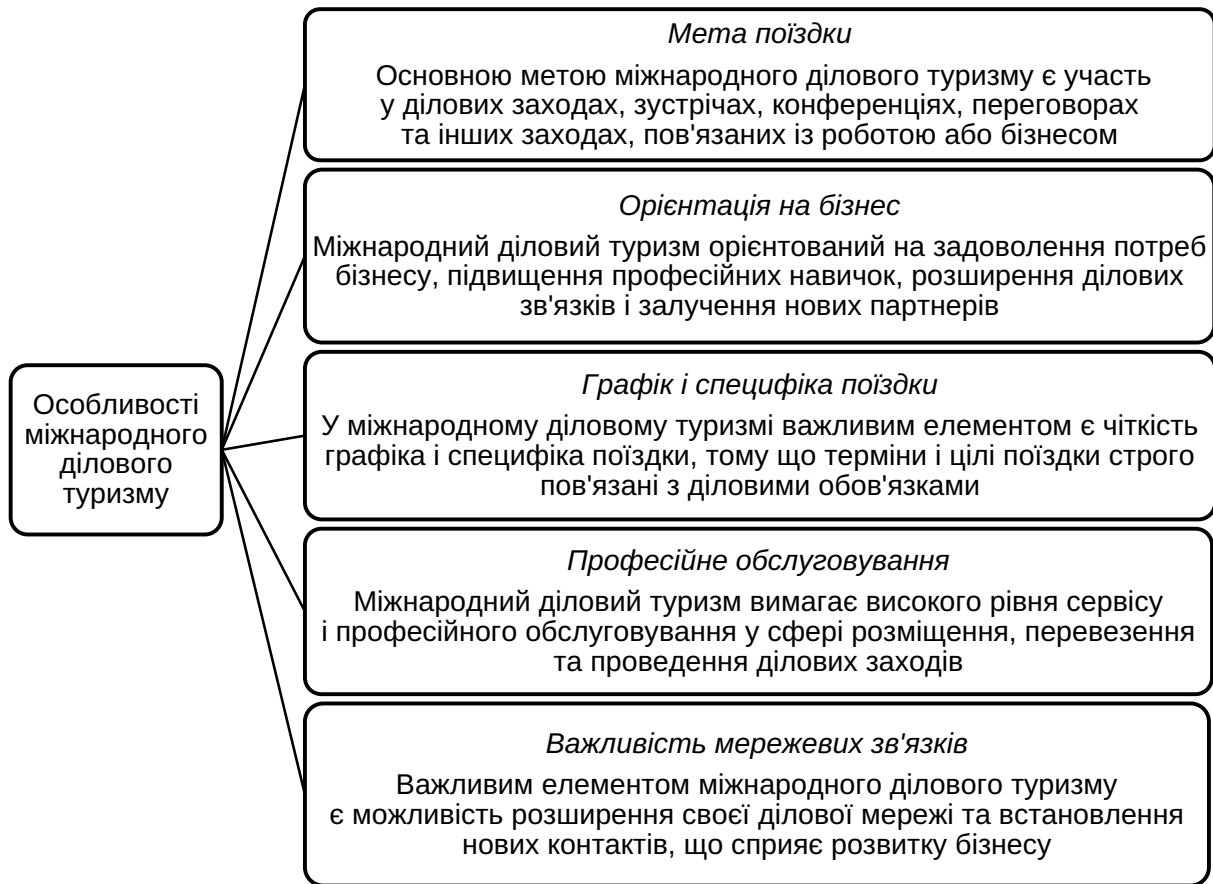 Особливості
міжнародного
ділового
туризму
Мета поїздки
Основною метою міжнародного ділового туризму є участь
у ділових заходах, зустрічах, конференціях, переговорах
та інших заходах, пов'язаних із роботою або бізнесом
Орієнтація на бізнес
Міжнародний діловий туризм орієнтований на задоволення потреб
бізнесу, підвищення професійних навичок, розширення ділових
зв'язків і залучення нових партнерів
Графік і специфіка поїздки
У міжнародному діловому туризмі важливим елементом є чіткість
графіка і специфіка поїздки, тому що терміни і цілі поїздки строго
пов'язані з діловими обов'язками
Професійне обслуговування
Міжнародний діловий туризм вимагає високого рівня сервісу
і професійного обслуговування у сфері розміщення, перевезення
та проведення ділових заходів
Важливість мережевих зв'язків
Важливим елементом міжнародного ділового туризму
є можливість розширення своєї ділової мережі та встановлення
нових контактів, що сприяє розвитку бізнесу